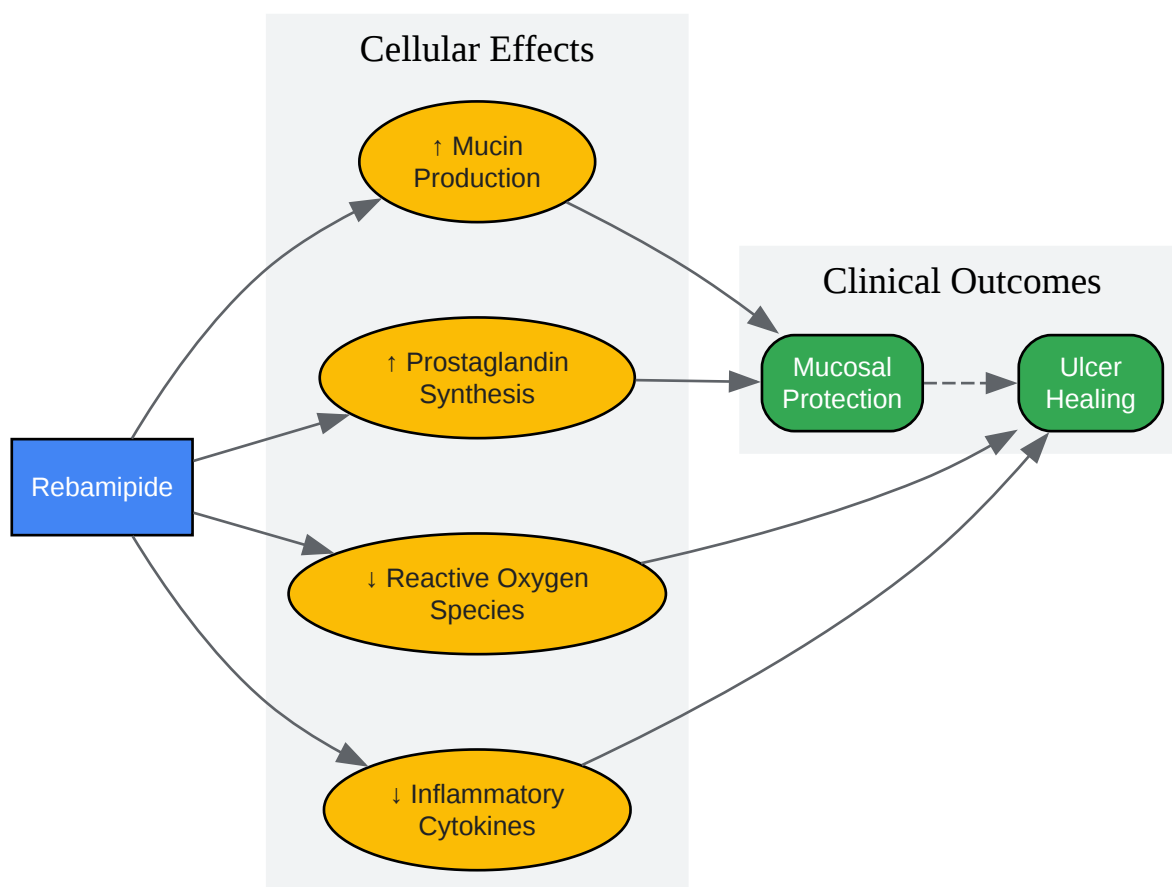 Cellular Effects
↑ Mucin
Production
↑ Prostaglandin
Synthesis
↓ Reactive Oxygen
Species
↓ Inflammatory
Cytokines
Rebamipide
Clinical Outcomes
Mucosal
Protection
Ulcer
Healing